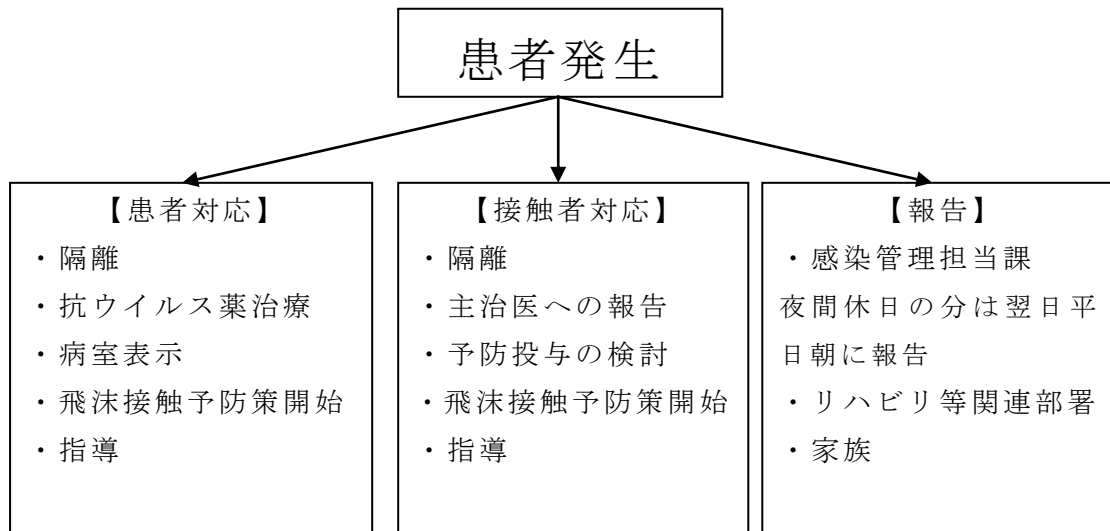 患者発生
【患者対応】
・隔離
・抗ウイルス薬治療
・病室表示
・飛沫接触予防策開始
・指導
【接触者対応】
・隔離
・主治医への報告
・予防投与の検討
・飛沫接触予防策開始
・指導
【報告】
・感染管理担当課
夜間休日の分は翌日平
日朝に報告
・リハビリ等関連部署
・家族